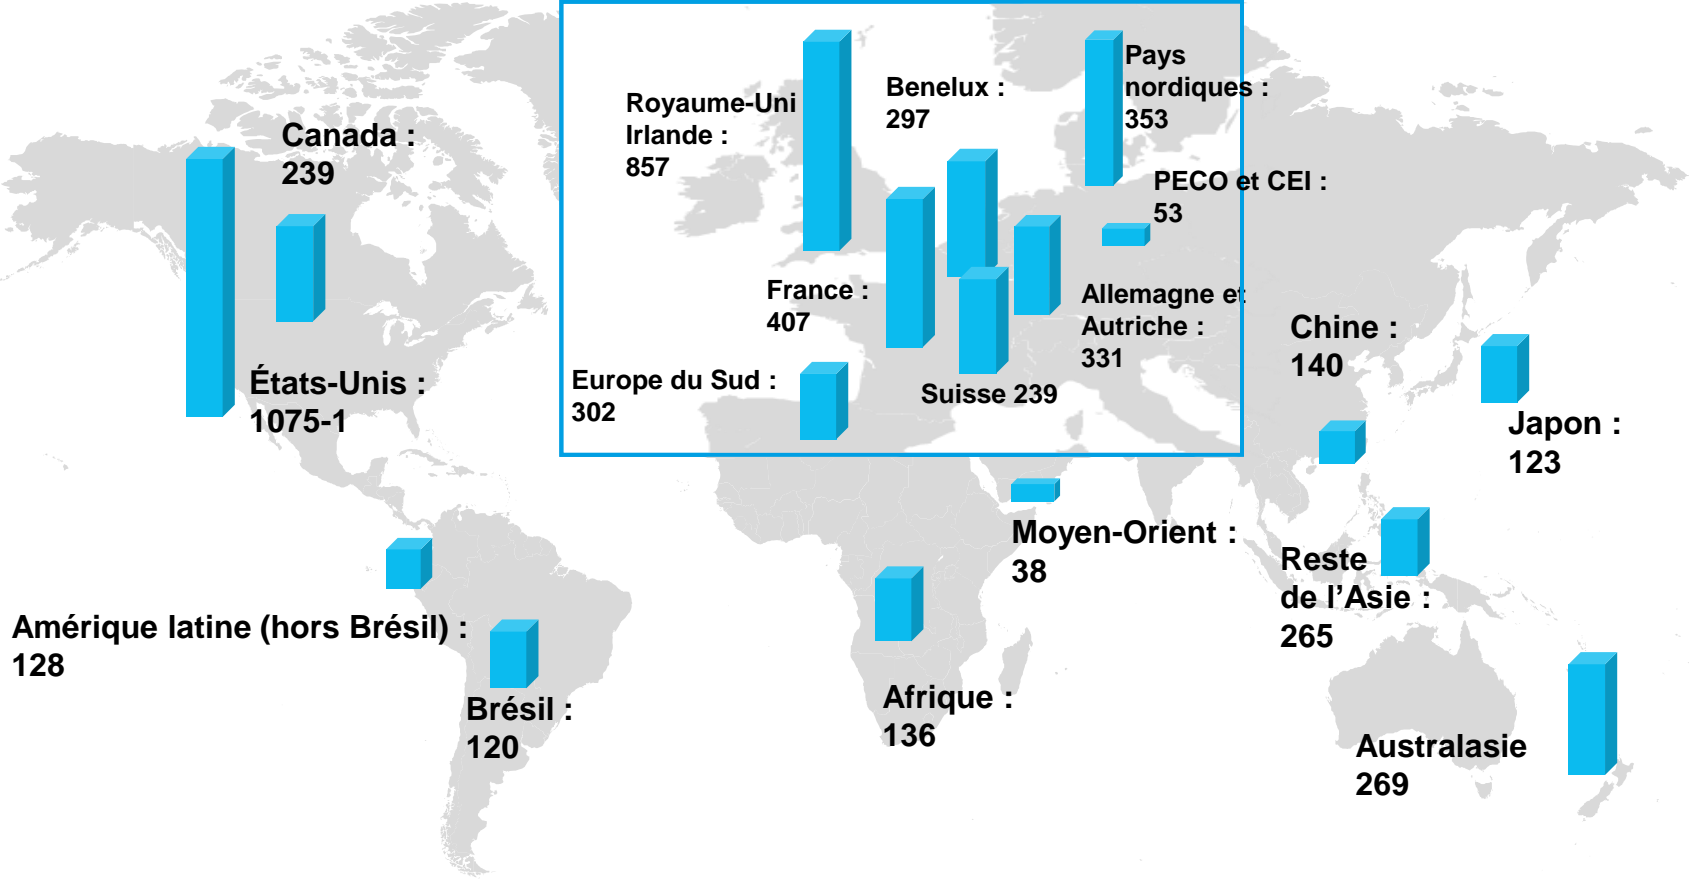 Canada :
239
États-Unis :
1075-1
Amérique latine (hors Brésil) :
128
Brésil :
120
Royaume-Uni
Irlande :
857
Benelux :
297
Pays
nordiques :
353
PECO et CEI :
53
France :
407
Allemagne et
Autriche :
331
Europe du Sud :
302
Suisse 239
Moyen-Orient :
38
Afrique :
136
Chine :
140
Japon :
123
Reste
de l’Asie :
265
Australasie
269